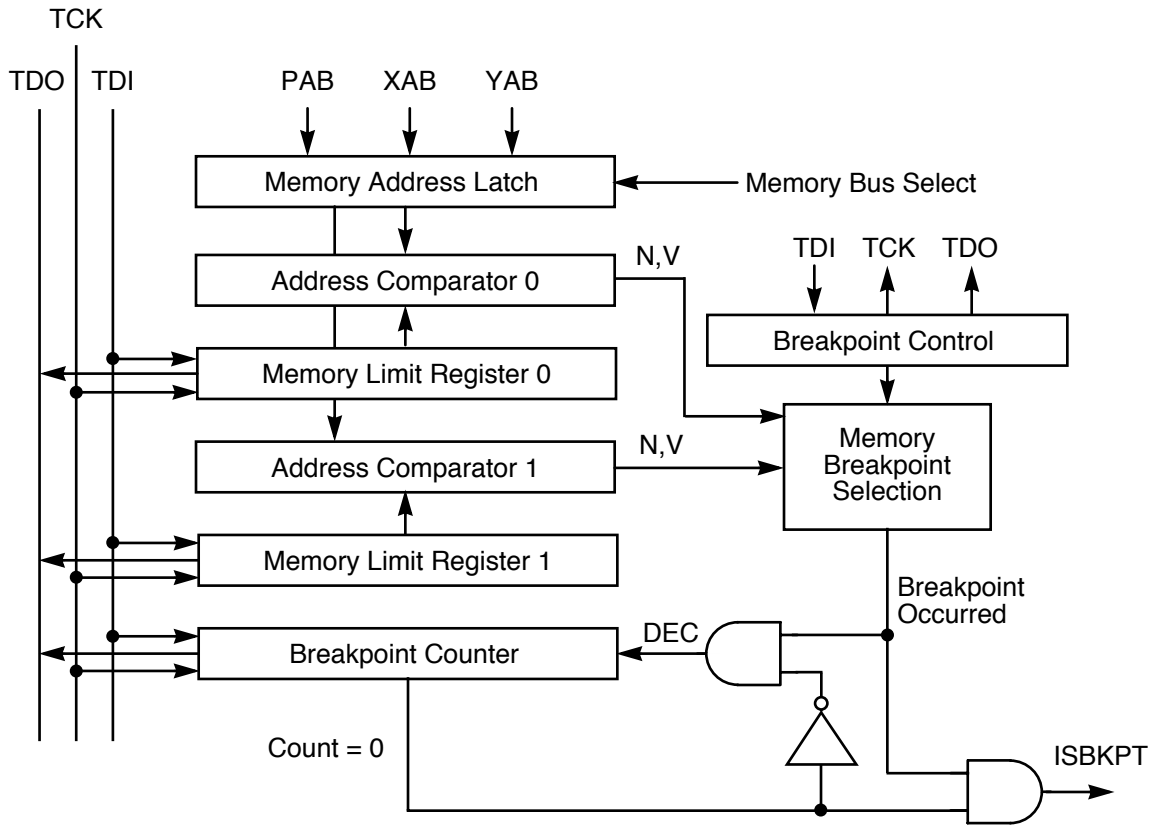 TCK
TDO
TDI
PAB
XAB
YAB
Memory Address Latch
Memory Bus Select
N,V
Address Comparator 0
TDI
TCK
TDO
Breakpoint Control
Memory Limit Register 0
N,V
Address Comparator 1
Memory
Breakpoint
Selection
Memory Limit Register 1
Breakpoint
Occurred
DEC
Breakpoint Counter
Count = 0
ISBKPT